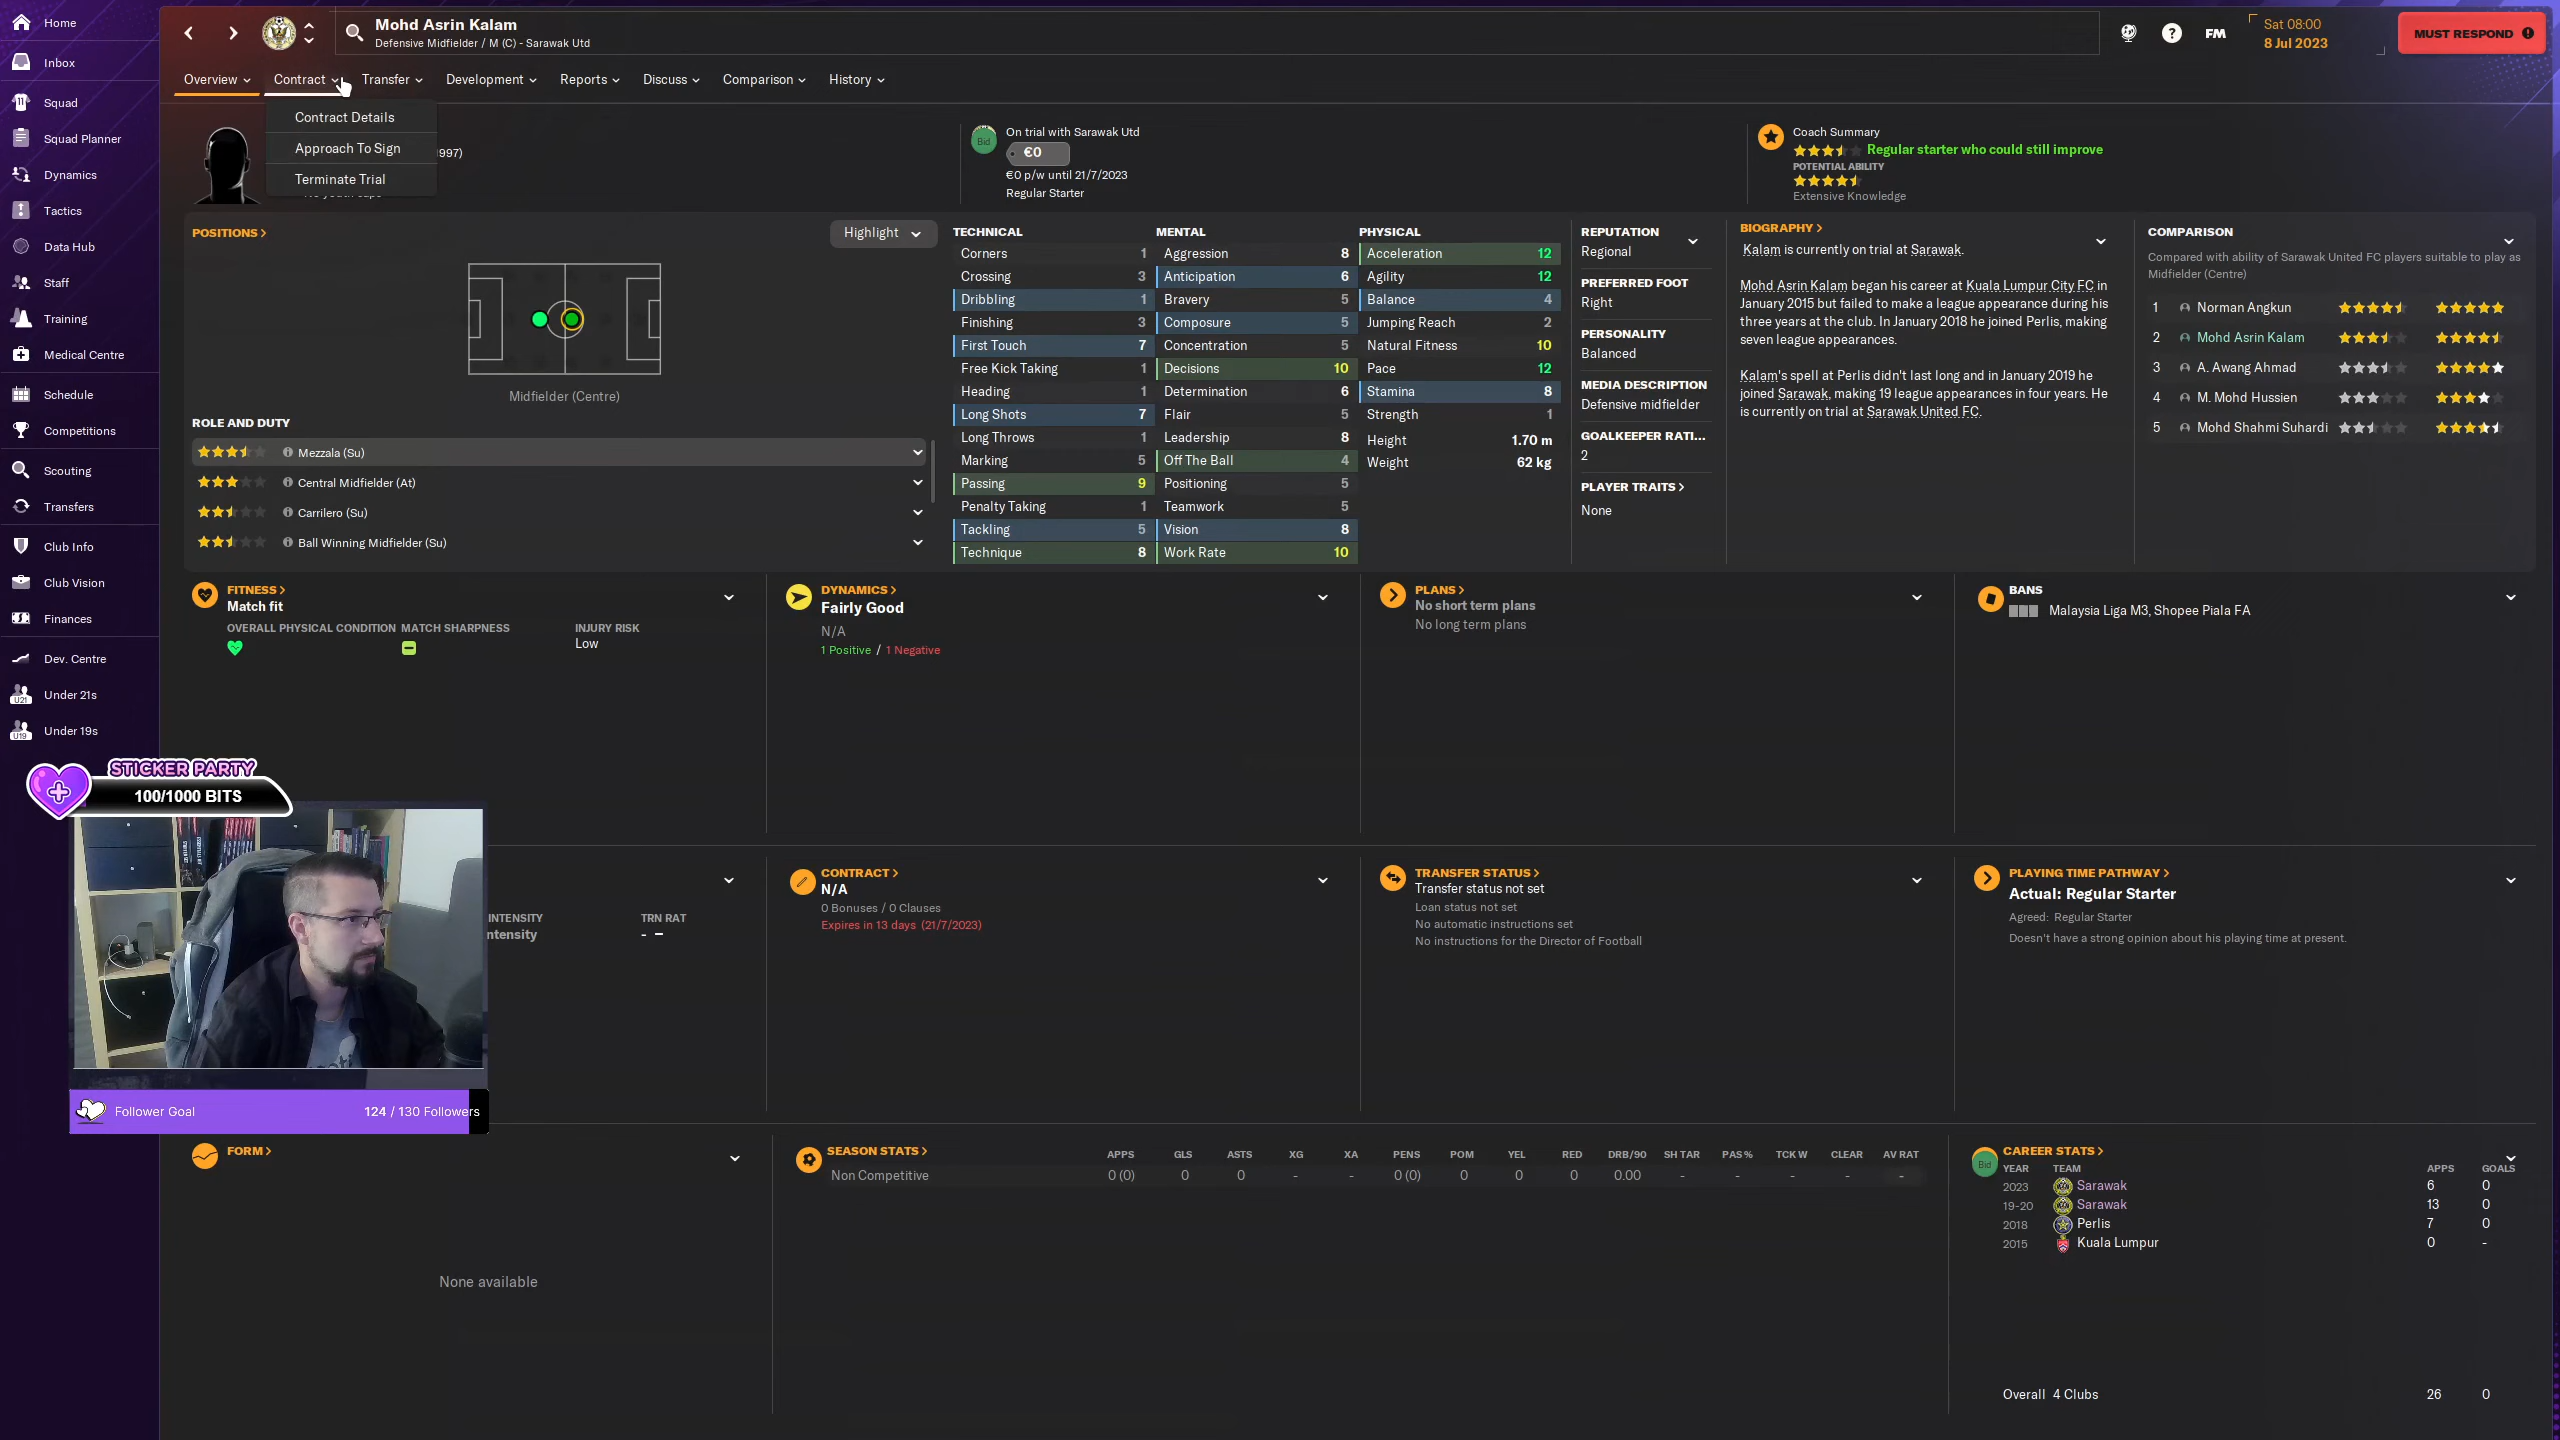 Home
Inbox
Squad
Squad Planner
Dynamics
Tactics
Data Hub
Staff
Training
Medical Centre
Schedule
Competitions
Scouting
Transfers
Club Info
Club Vision
Finances
Dev. Centre
Under 21s
Under 19s
Mohd Asrin Kalam
Defensive Midfielder / M (C) - Sarawak Utd
FM
Sat 08:00
8 Jul 2023
MUST RESPOND
Overview Contract Transfer Development Reports Discuss Comparison History
Contract Details
Approach To Sign
Terminate Trial
1997)
Bid
On trial with Sarawak Utd
€0
€0 p/w until 21/7/2023
Regular Starter
Coach Summary
Regular starter who could still improve
POTENTIAL ABILITY
Extensive Knowledge
POSITIONS >
Highlight
Midfielder (Centre)
ROLE AND DUTY
Mezzala (Su)
Central Midfielder (At)
Carrilero (Su)
Ball Winning Midfielder (Su)
TECHNICAL
Corners 1
Crossing 3
Dribbling 1
Finishing 3
First Touch 7
Free Kick Taking 1
Heading 1
Long Shots 7
Long Throws 1
Marking 5
Passing 9
Penalty Taking 1
Tackling 5
Technique 8
MENTAL
Aggression 8
Anticipation 6
Bravery 5
Composure 5
Concentration 5
Decisions 10
Determination 6
Flair 5
Leadership 8
Off The Ball 4
Positioning 5
Teamwork 5
Vision 8
Work Rate 10
PHYSICAL
Acceleration 12
Agility 12
Balance 4
Jumping Reach 2
Natural Fitness 10
Pace 12
Stamina 8
Strength 1
Height 1.70 m
Weight 62 kg
REPUTATION
Regional
PREFERRED FOOT
Right
PERSONALITY
Balanced
MEDIA DESCRIPTION
Defensive midfielder
GOALKEEPER RATI...
2
PLAYER TRAITS >
None
BIOGRAPHY >
Kalam is currently on trial at Sarawak.
Mohd Asrin Kalam began his career at Kuala Lumpur City FC in
January 2015 but failed to make a league appearance during his
three years at the club. In January 2018 he joined Perlis, making
seven league appearances.
Kalam's spell at Perlis didn't last long and in January 2019 he
joined Sarawak, making 19 league appearances in four years. He
is currently on trial at Sarawak United FC.
COMPARISON
Compared with ability of Sarawak United FC players suitable to play as
Midfielder (Centre)
1 Norman Angkun
2 Mohd Asrin Kalam
3 A. Awang Ahmad
4 M. Mohd Hussien
5 Mohd Shahmi Suhardi
FITNESS >
Match fit
OVERALL PHYSICAL CONDITION MATCH SHARPNESS INJURY RISK
Low
DYNAMICS >
Fairly Good
N/A
1 Positive / 1 Negative
PLANS >
No short term plans
No long term plans
BANS
Malaysia Liga M3, Shopee Piala FA
STICKER PARTY
100/1000 BITS
Follower Goal 124 / 130 Followers
INTENSITY TRN RAT
ntensity - -
CONTRACT >
N/A
0 Bonuses / 0 Clauses
Expires in 13 days (21/7/2023)
TRANSFER STATUS >
Transfer status not set
Loan status not set
No automatic instructions set
No instructions for the Director of Football
PLAYING TIME PATHWAY >
Actual: Regular Starter
Agreed: Regular Starter
Doesn't have a strong opinion about his playing time at present.
FORM >
None available
SEASON STATS > APPS GLS ASTS XG XA PENS POM YEL RED DRB/90 SH TAR PAS % TCK W CLEAR AV RAT
Non Competitive 0 (0) 0 0 - - 0 (0) 0 0 0 0.00 - - - - -
Bid
CAREER STATS >
YEAR TEAM APPS GOALS
2023 Sarawak 6 0
19-20 Sarawak 13 0
2018 Perlis 7 0
2015 Kuala Lumpur 0 -
Overall 4 Clubs 26 0